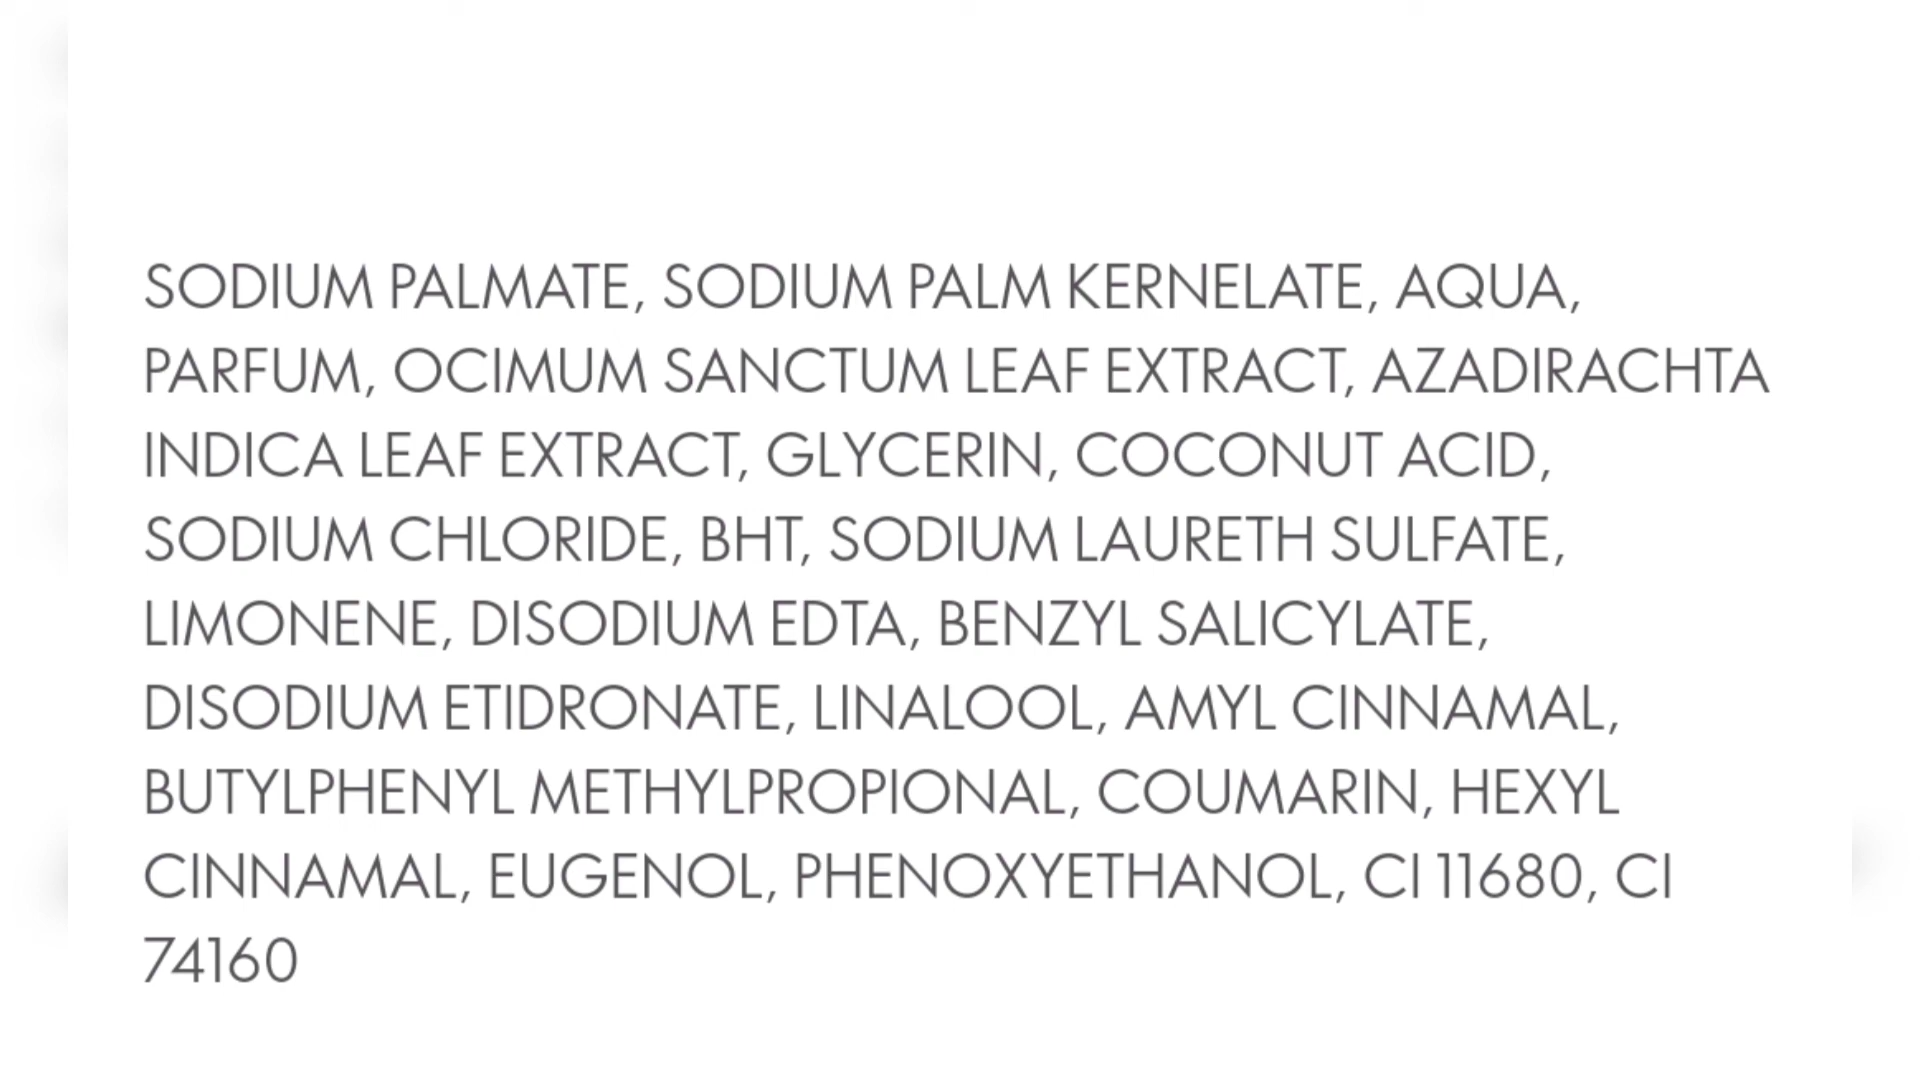 SODIUM PALMATE, SODIUM PALM KERNELATE, AQUA,
PARFUM, OCIMUM SANCTUM LEAF EXTRACT, AZADIRACHTA
INDICA LEAF EXTRACT, GLYCERIN, COCONUT ACID,
SODIUM CHLORIDE, BHT, SODIUM LAURETH SULFATE,
LIMONENE, DISODIUM EDTA, BENZYL SALICYLATE,
DISODIUM ETIDRONATE, LINALOOL, AMYL CINNAMAL,
BUTYLPHENYL METHYLPROPIONAL, COUMARIN, HEXYL
CINNAMAL, EUGENOL, PHENOXYETHANOL, CI 11680, CI
74160